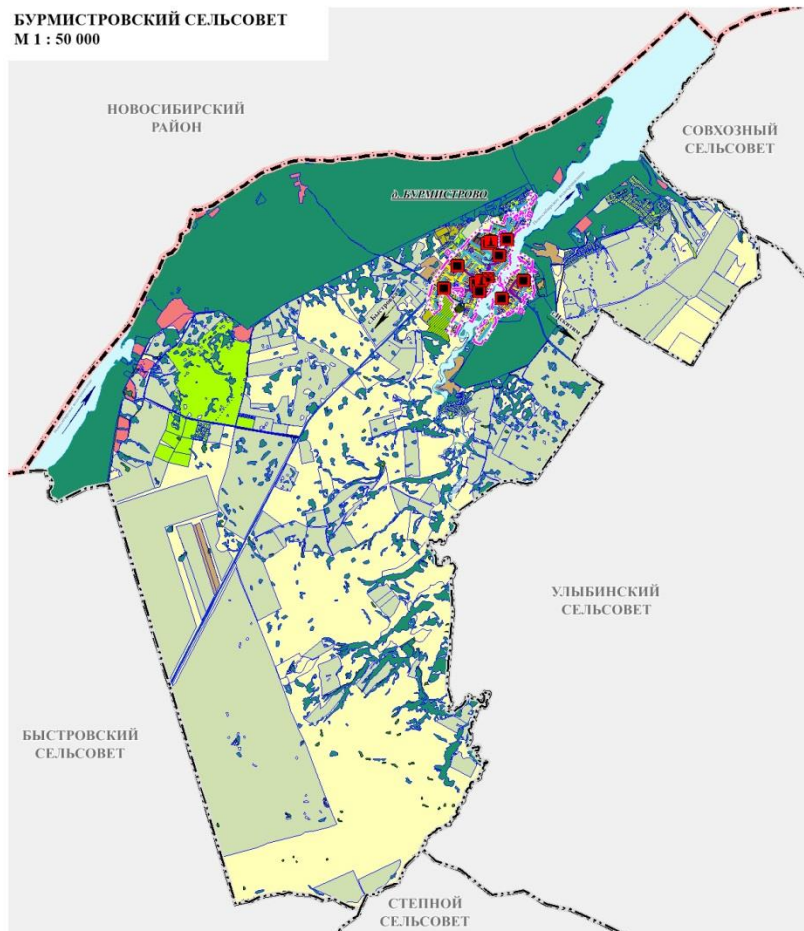 БУРМИСТРОВСКИЙ СЕЛЬСОВЕТ
М 1 : 50 000
НОВОСИБИРСКИЙ
РАЙОН
СОВХОЗНЫЙ
СЕЛЬСОВЕТ
д. БУРМИСТРОВО
УЛЫБИНСКИЙ
СЕЛЬСОВЕТ
БЫСТРОВСКИЙ
СЕЛЬСОВЕТ
СТЕПНОЙ
СЕЛЬСОВЕТ